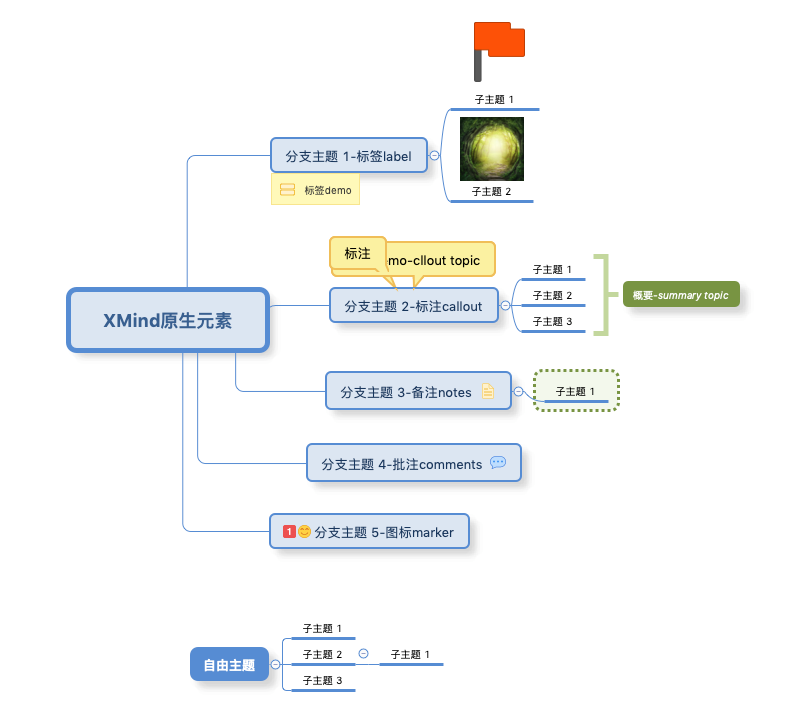 子主题 1
分支主题 1-标签label
标签demo
子主题 2
标注
mo-cllout topic
分支主题 2-标注callout
子主题 1
子主题 2
子主题 3
概要-summary topic
XMind原生元素
分支主题 3-备注notes
子主题 1
分支主题 4-批注comments
1
分支主题 5-图标marker
自由主题
子主题 1
子主题 2
子主题 1
子主题 3